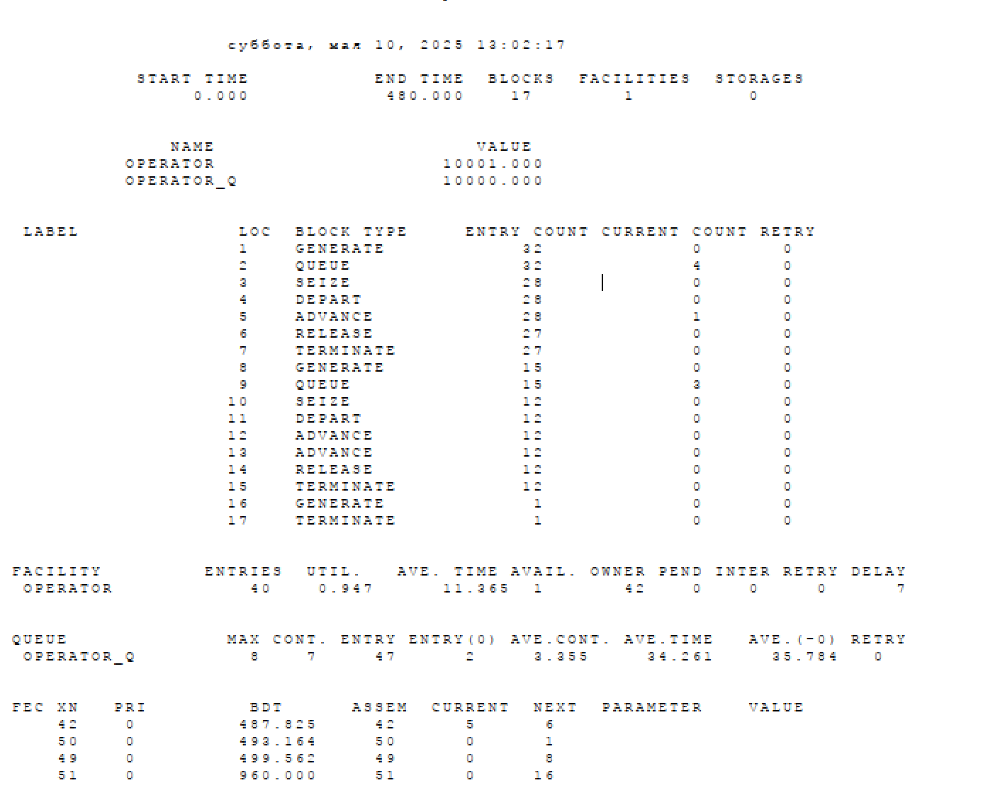 суббота, мая 10, 2025 13:02:17
START TIME END TIME BLOCKS FACILITIES STORAGES
0.000 480.000 17 1 0
NAME VALUE
OPERATOR 10001.000
OPERATOR_Q 10000.000
LABEL LOC BLOCK TYPE ENTRY COUNT CURRENT COUNT RETRY
1 GENERATE 32 0 0
2 QUEUE 32 4 0
3 SEIZE 28 0 0
4 DEPART 28 0 0
5 ADVANCE 28 1 0
6 RELEASE 27 0 0
7 TERMINATE 27 0 0
8 GENERATE 15 0 0
9 QUEUE 15 3 0
10 SEIZE 12 0 0
11 DEPART 12 0 0
12 ADVANCE 12 0 0
13 ADVANCE 12 0 0
14 RELEASE 12 0 0
15 TERMINATE 12 0 0
16 GENERATE 1 0 0
17 TERMINATE 1 0 0
FACILITY ENTRIES UTIL. AVE. TIME AVAIL. OWNER PEND INTER RETRY DELAY
OPERATOR 40 0.947 11.365 1 42 0 0 0 7
QUEUE MAX CONT. ENTRY ENTRY(0) AVE.CONT. AVE.TIME AVE.(-0) RETRY
OPERATOR_Q 8 7 47 2 3.355 34.261 35.784 0
FEC XN PRI BDT ASSEM CURRENT NEXT PARAMETER VALUE
42 0 487.825 42 5 6
50 0 493.164 50 0 1
49 0 499.562 49 0 8
51 0 960.000 51 0 16